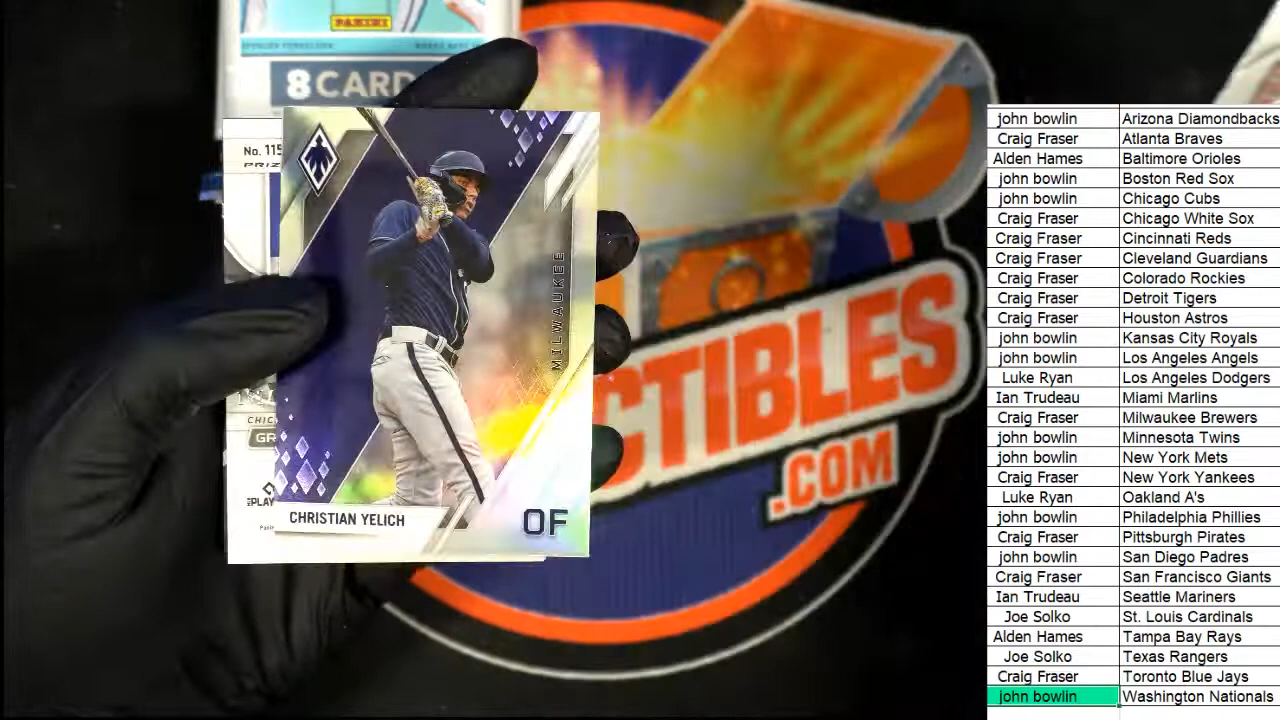 PANINI
8 CARD
No. 115
PRIZ
MILWAUKEE
CHIC
GR
PLAY
CHRISTIAN YELICH
OF
CTIBLES
.COM
john bowlin Arizona Diamondbacks
Craig Fraser Atlanta Braves
Alden Hames Baltimore Orioles
john bowlin Boston Red Sox
john bowlin Chicago Cubs
Craig Fraser Chicago White Sox
Craig Fraser Cincinnati Reds
Craig Fraser Cleveland Guardians
Craig Fraser Colorado Rockies
Craig Fraser Detroit Tigers
Craig Fraser Houston Astros
john bowlin Kansas City Royals
john bowlin Los Angeles Angels
Luke Ryan Los Angeles Dodgers
Ian Trudeau Miami Marlins
Craig Fraser Milwaukee Brewers
john bowlin Minnesota Twins
john bowlin New York Mets
Craig Fraser New York Yankees
Luke Ryan Oakland A's
john bowlin Philadelphia Phillies
Craig Fraser Pittsburgh Pirates
john bowlin San Diego Padres
Craig Fraser San Francisco Giants
Ian Trudeau Seattle Mariners
Joe Solko St. Louis Cardinals
Alden Hames Tampa Bay Rays
Joe Solko Texas Rangers
Craig Fraser Toronto Blue Jays
john bowlin Washington Nationals